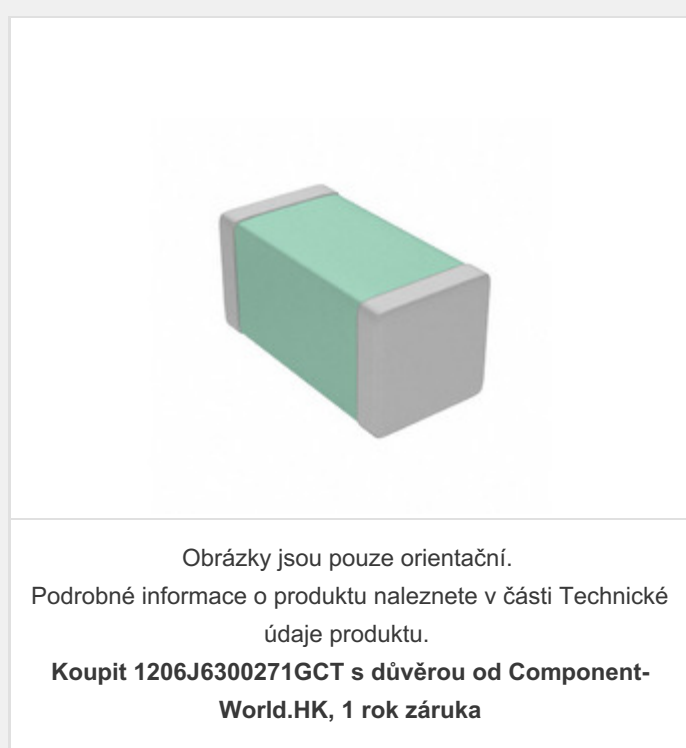 Obrázky jsou pouze orientační.
Podrobné informace o produktu naleznete v části Technické
údaje produktu.
Koupit 1206J6300271GCT s důvěrou od Component-
World.HK, 1 rok záruka